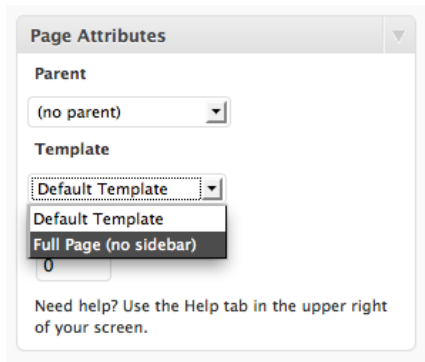 Page Attributes
Parent
(no parent)
Template
Default Template
Default Template
Full Page (no sidebar)
0
Need help? Use the Help tab in the upper right
of your screen.